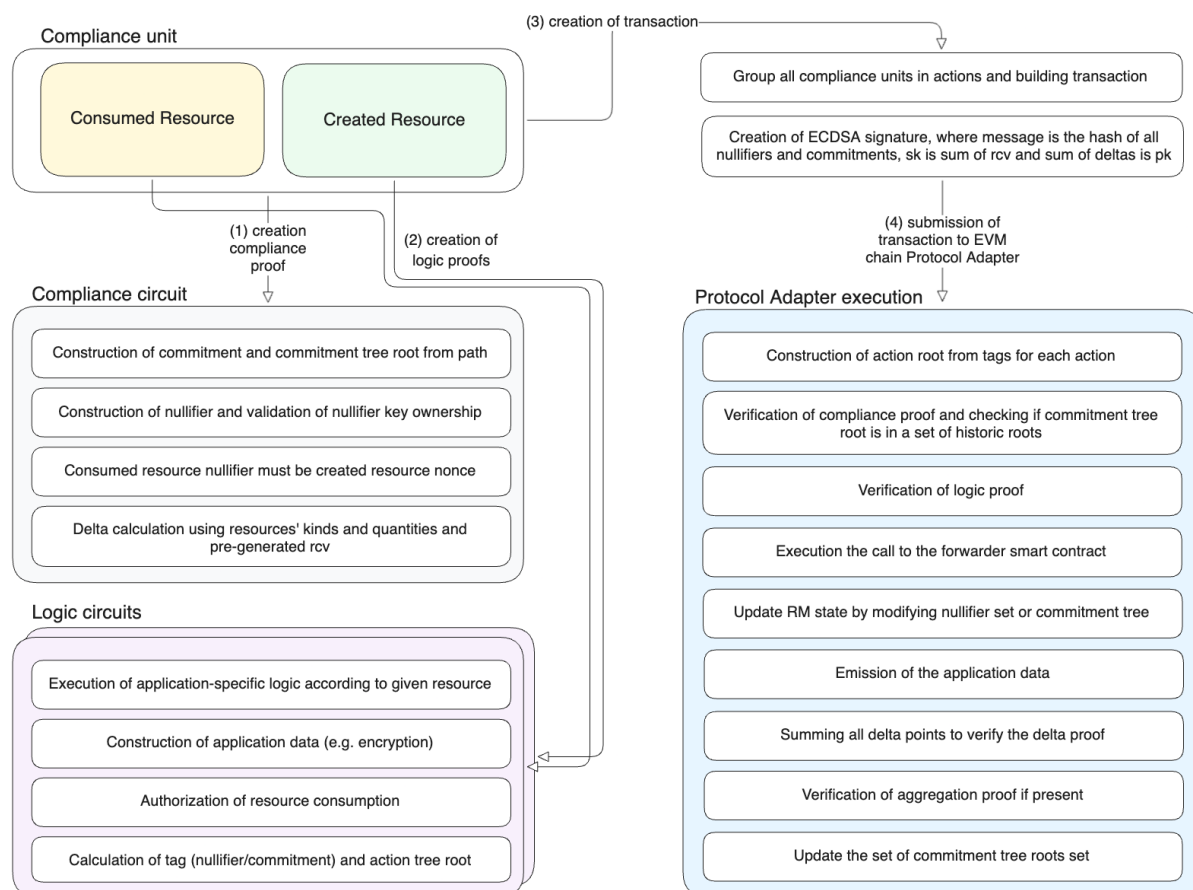 (3) creation of transaction
Compliance unit
Consumed Resource
Created Resource
Group all compliance units in actions and building transaction
Creation of ECDSA signature, where message is the hash of all
nullifiers and commitments, sk is sum of rcv and sum of deltas is pk
(1) creation
compliance
proof
(2) creation of
logic proofs
(4) submission of
transaction to EVM
chain Protocol Adapter
Compliance circuit
Construction of commitment and commitment tree root from path
Construction of nullifier and validation of nullifier key ownership
Consumed resource nullifier must be created resource nonce
Delta calculation using resources' kinds and quantities and
pre-generated rcv
Logic circuits
Execution of application-specific logic according to given resource
Construction of application data (e.g. encryption)
Authorization of resource consumption
Calculation of tag (nullifier/commitment) and action tree root
Protocol Adapter execution
Construction of action root from tags for each action
Verification of compliance proof and checking if commitment tree
root is in a set of historic roots
Verification of logic proof
Execution the call to the forwarder smart contract
Update RM state by modifying nullifier set or commitment tree
Emission of the application data
Summing all delta points to verify the delta proof
Verification of aggregation proof if present
Update the set of commitment tree roots set